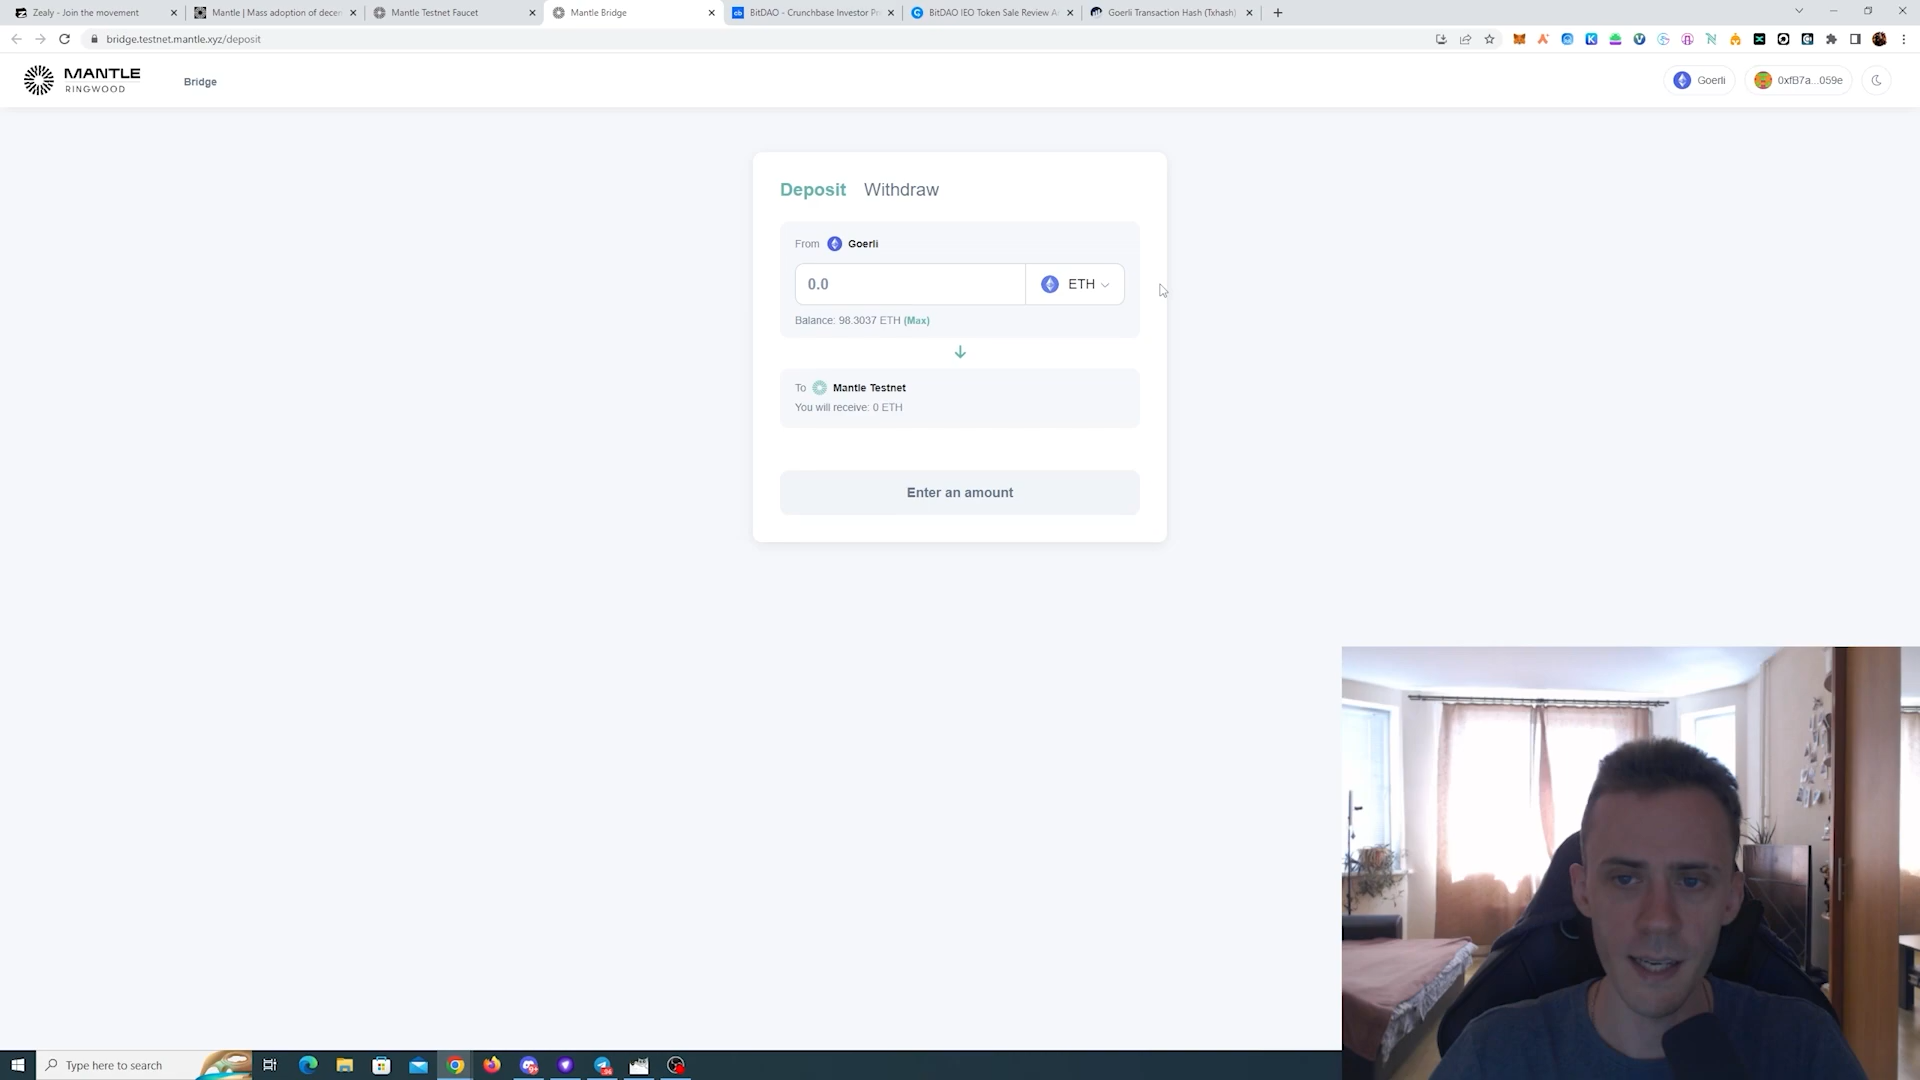 Zealy - Join the movement
Mantle | Mass adoption of decen
Mantle Testnet Faucet
Mantle Bridge
BitDAO - Crunchbase Investor Pr
BitDAO IEO Token Sale Review A
Goerli Transaction Hash (Txhash)
bridge.testnet.mantle.xyz/deposit
MANTLE
RINGWOOD
Bridge
Goerli
0xfB7a...059e
Deposit
Withdraw
From Goerli
0.0
ETH
Balance: 98.3037 ETH (Max)
To Mantle Testnet
You will receive: 0 ETH
Enter an amount
Type here to search